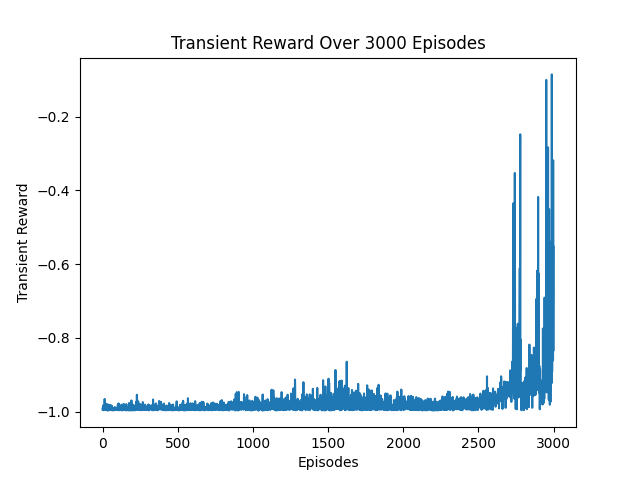 Transient Reward Over 3000 Episodes
Transient Reward
−0.2
−0.4
−0.6
−0.8
−1.0
0 500 1000 1500 2000 2500 3000
Episodes